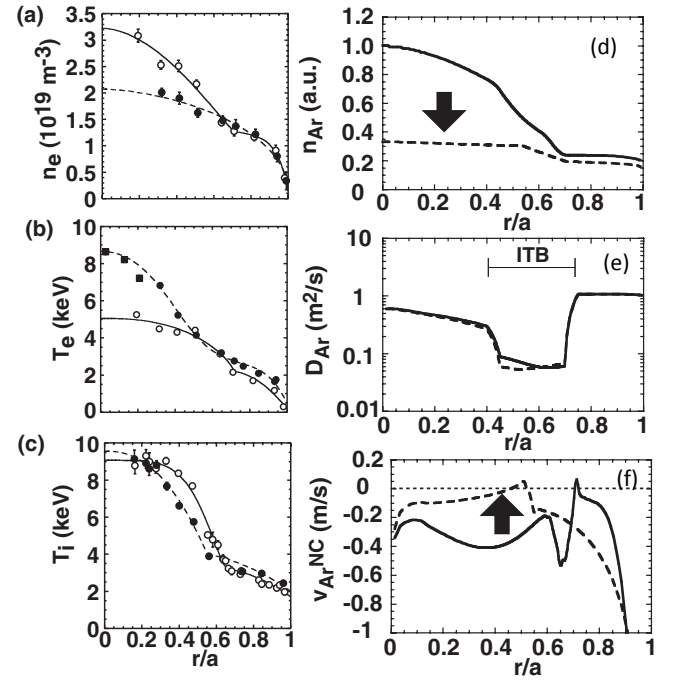 (a)
n_e (10^19 m^-3)
3.5
3
2.5
2
1.5
1
0.5
0
(b)
T_e (keV)
10
8
6
4
2
0
(c)
T_i (keV)
10
8
6
4
2
0
0 0.2 0.4 0.6 0.8 1
r/a
(d)
n_Ar (a.u.)
1.2
1.0
0.8
0.6
0.4
0.2
0
0 0.2 0.4 0.6 0.8 1
r/a
(e)
ITB
D_Ar (m^2/s)
10
1
0.1
0.01
0 0.2 0.4 0.6 0.8 1
r/a
(f)
v_Ar^NC (m/s)
0.2
0
-0.2
-0.4
-0.6
-0.8
-1
0 0.2 0.4 0.6 0.8 1
r/a